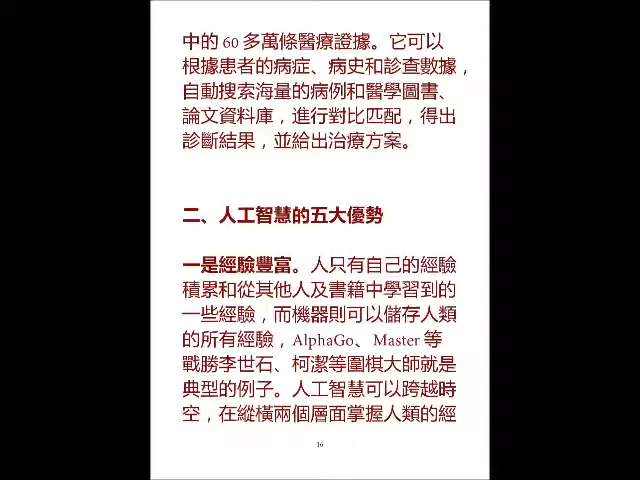 中的 60 多萬條醫療證據。它可以
根據患者的病症、病史和診查數據，
自動搜索海量的病例和醫學圖書、
論文資料庫，進行對比匹配，得出
診斷結果，並給出治療方案。
二、人工智慧的五大優勢
一是經驗豐富。人只有自己的經驗
積累和從其他人及書籍中學習到的
一些經驗，而機器則可以儲存人類
的所有經驗，AlphaGo、Master 等
戰勝李世石、柯潔等圍棋大師就是
典型的例子。人工智慧可以跨越時
空，在縱橫兩個層面掌握人類的經
16